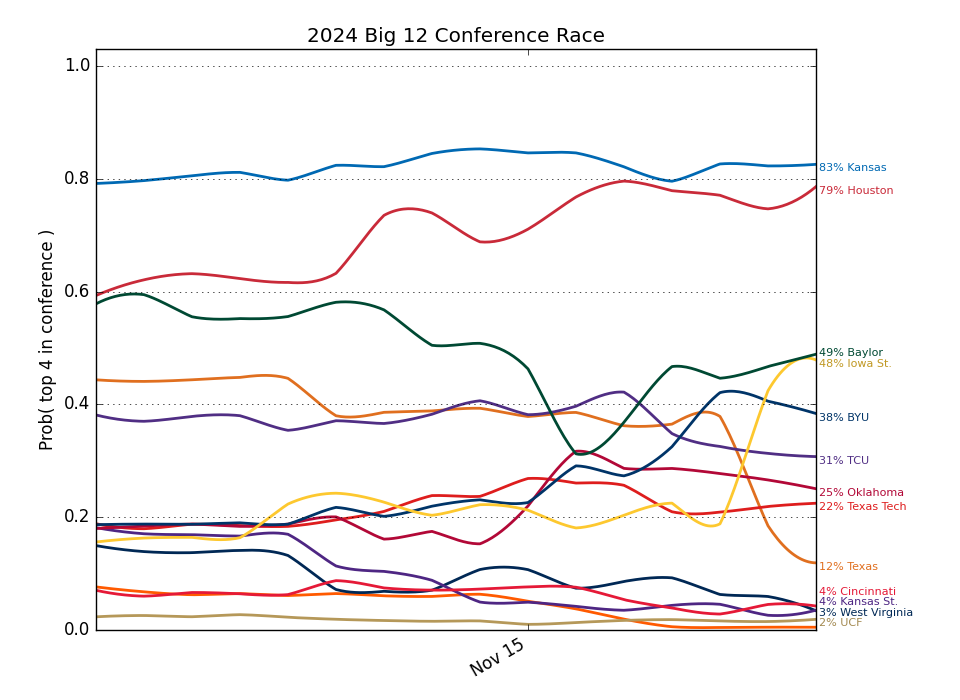 2024 Big 12 Conference Race
1.0
0.8
0.6
0.4
0.2
0.0
Prob( top 4 in conference )
Nov 15
83% Kansas
79% Houston
49% Baylor
48% Iowa St.
38% BYU
31% TCU
25% Oklahoma
22% Texas Tech
12% Texas
4% Cincinnati
4% Kansas St.
3% West Virginia
2% UCF